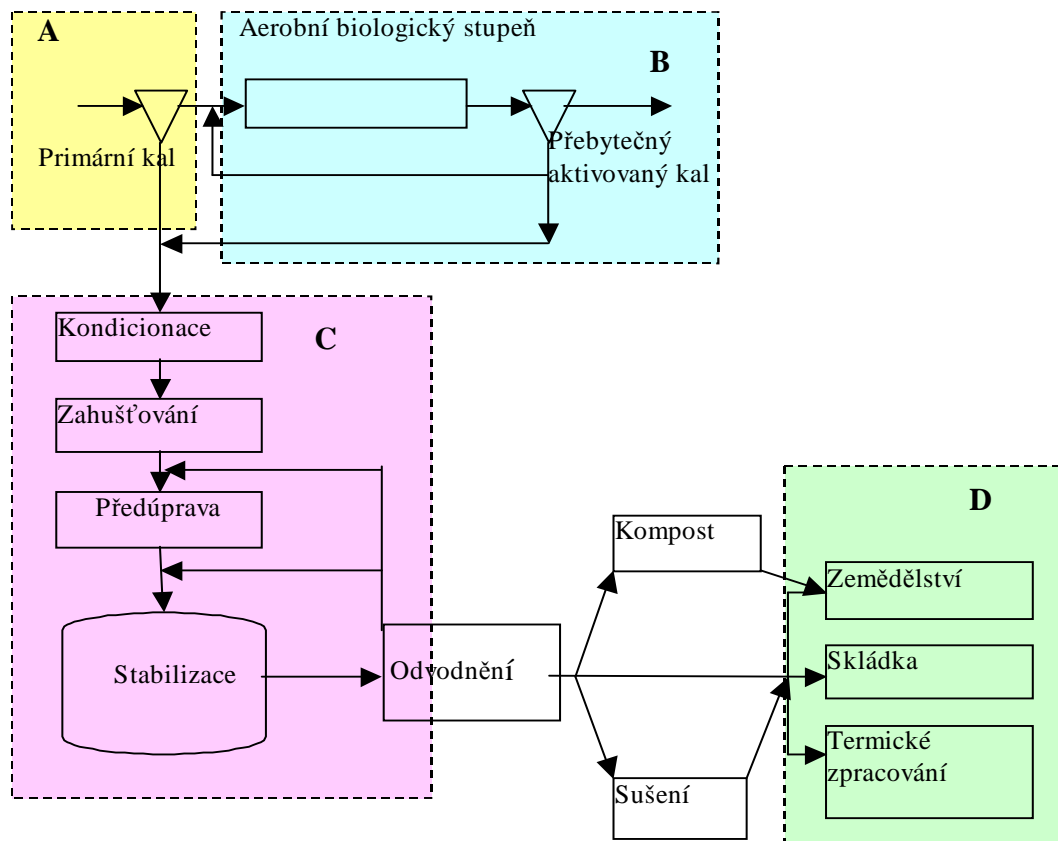 A
Primární kal
Aerobní biologický stupeň
B
Přebytečný
aktivovaný kal
C
Kondicionace
Zahušťování
Předúprava
Stabilizace
Odvodnění
Kompost
Sušení
D
Zemědělství
Skládka
Termické
zpracování